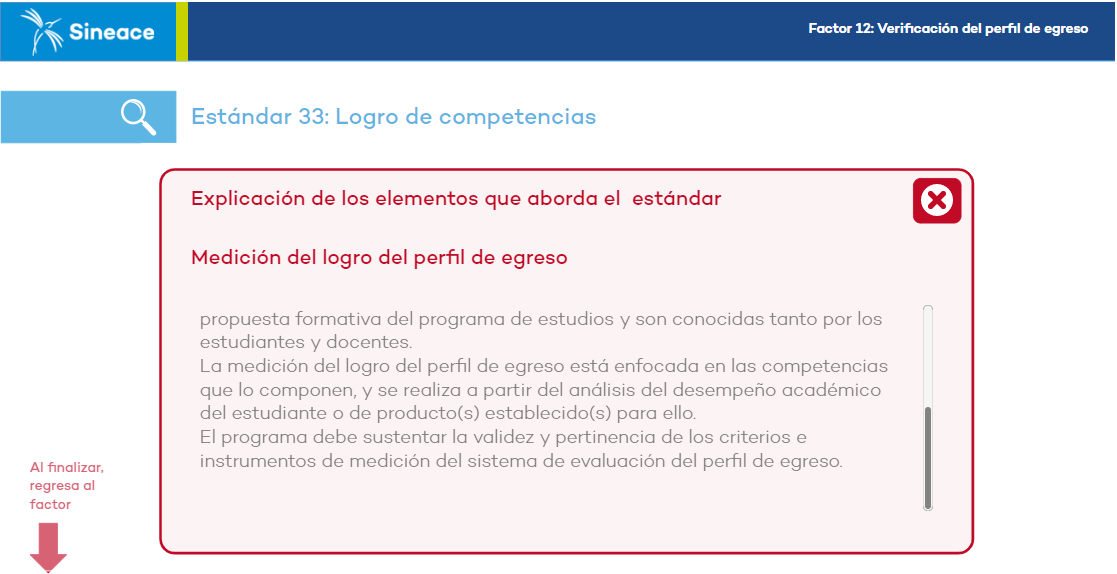 Sineace
Factor 12: Verificación del perfil de egreso
Estándar 33: Logro de competencias
Explicación de los elementos que aborda el estándar
Medición del logro del perfil de egreso
propuesta formativa del programa de estudios y son conocidas tanto por los
estudiantes y docentes.
La medición del logro del perfil de egreso está enfocada en las competencias
que lo componen, y se realiza a partir del análisis del desempeño académico
del estudiante o de producto(s) establecido(s) para ello.
El programa debe sustentar la validez y pertinencia de los criterios e
instrumentos de medición del sistema de evaluación del perfil de egreso.
Al finalizar,
regresa al
factor